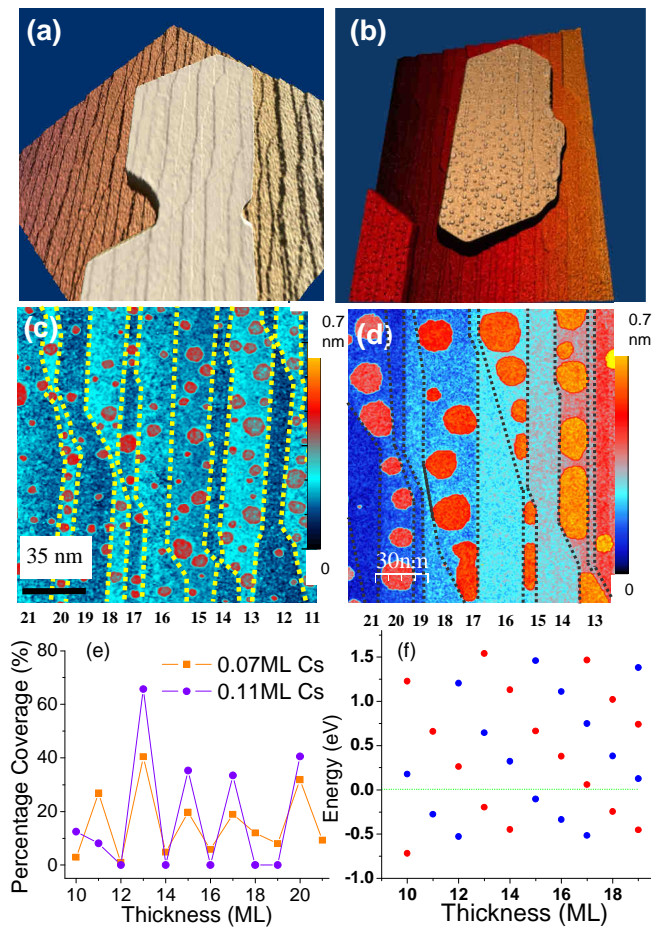 (a)
(b)
(c)
0.7
nm
0
35 nm
21 20 19 18 17 16 15 14 13 12 11
(d)
0.7
nm
0
30nm
21 20 19 18 17 16 15 14 13
(e)
0.07ML Cs
0.11ML Cs
Percentage Coverage (%)
80
60
40
20
0
10 12 14 16 18 20
Thickness (ML)
(f)
Energy (eV)
1.5
1.0
0.5
0.0
-0.5
-1.0
10 12 14 16 18
Thickness (ML)